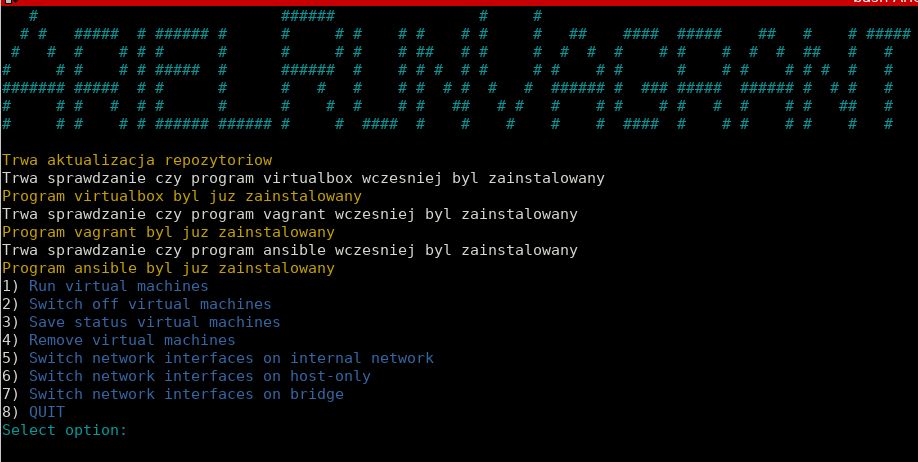 Trwa aktualizacja repozytoriow
Trwa sprawdzanie czy program virtualbox wczesniej byl zainstalowany
Program virtualbox byl juz zainstalowany
Trwa sprawdzanie czy program vagrant wczesniej byl zainstalowany
Program vagrant byl juz zainstalowany
Trwa sprawdzanie czy program ansible wczesniej byl zainstalowany
Program ansible byl juz zainstalowany
1) Run virtual machines
2) Switch off virtual machines
3) Save status virtual machines
4) Remove virtual machines
5) Switch network interfaces on internal network
6) Switch network interfaces on host-only
7) Switch network interfaces on bridge
8) QUIT
Select option: